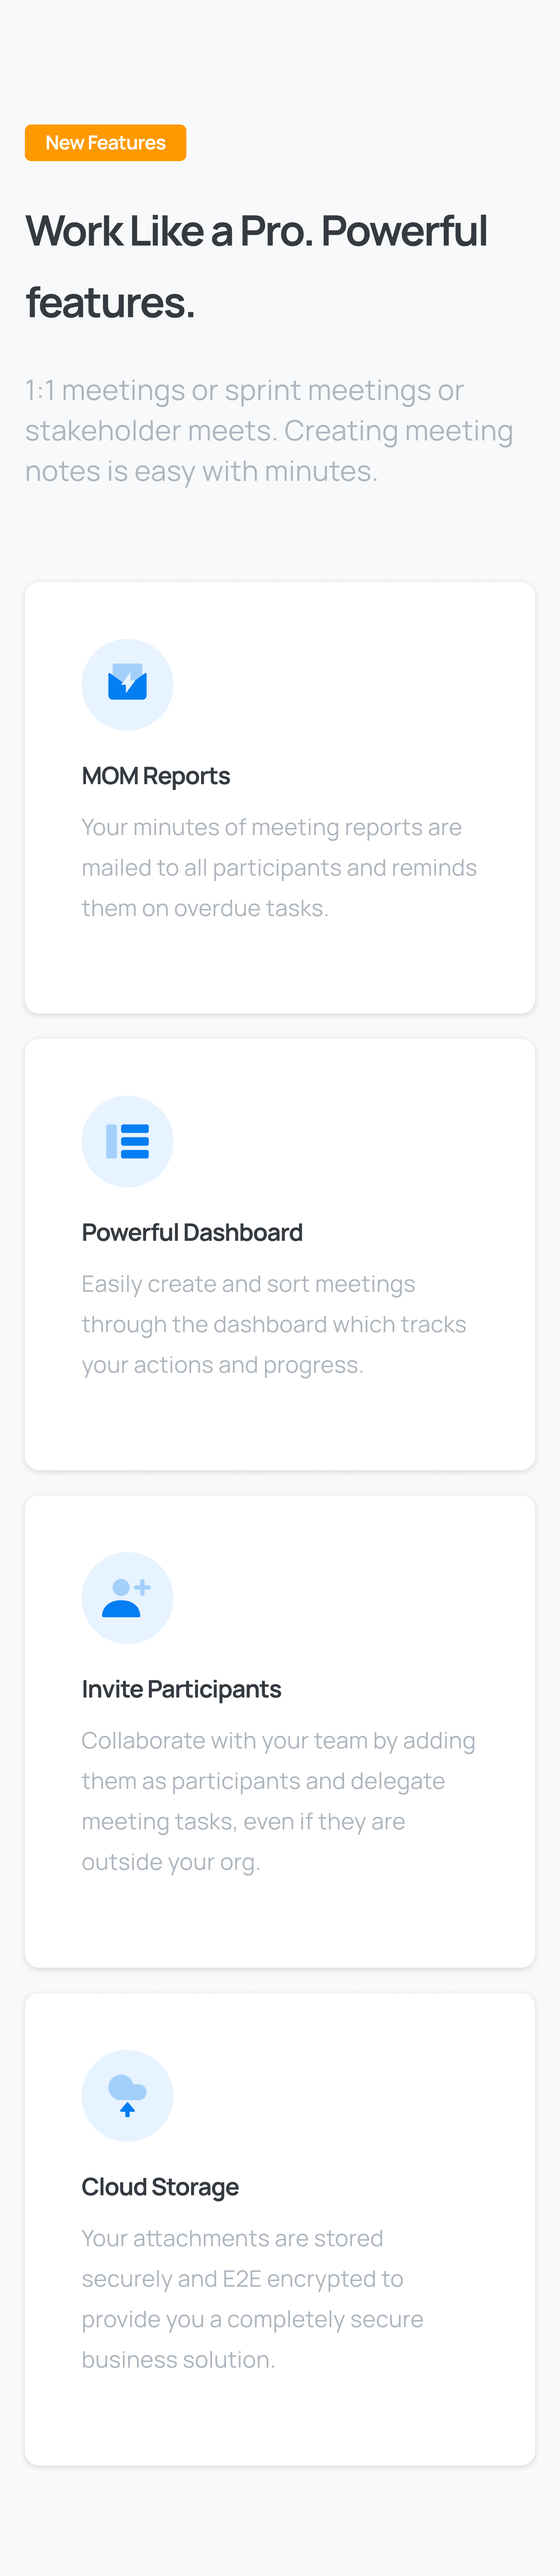 New Features
Work Like a Pro. Powerful
features.
1:1 meetings or sprint meetings or
stakeholder meets. Creating meeting
notes is easy with minutes.
MOM Reports
Your minutes of meeting reports are
mailed to all participants and reminds
them on overdue tasks.
Powerful Dashboard
Easily create and sort meetings
through the dashboard which tracks
your actions and progress.
Invite Participants
Collaborate with your team by adding
them as participants and delegate
meeting tasks, even if they are
outside your org.
Cloud Storage
Your attachments are stored
securely and E2E encrypted to
provide you a completely secure
business solution.